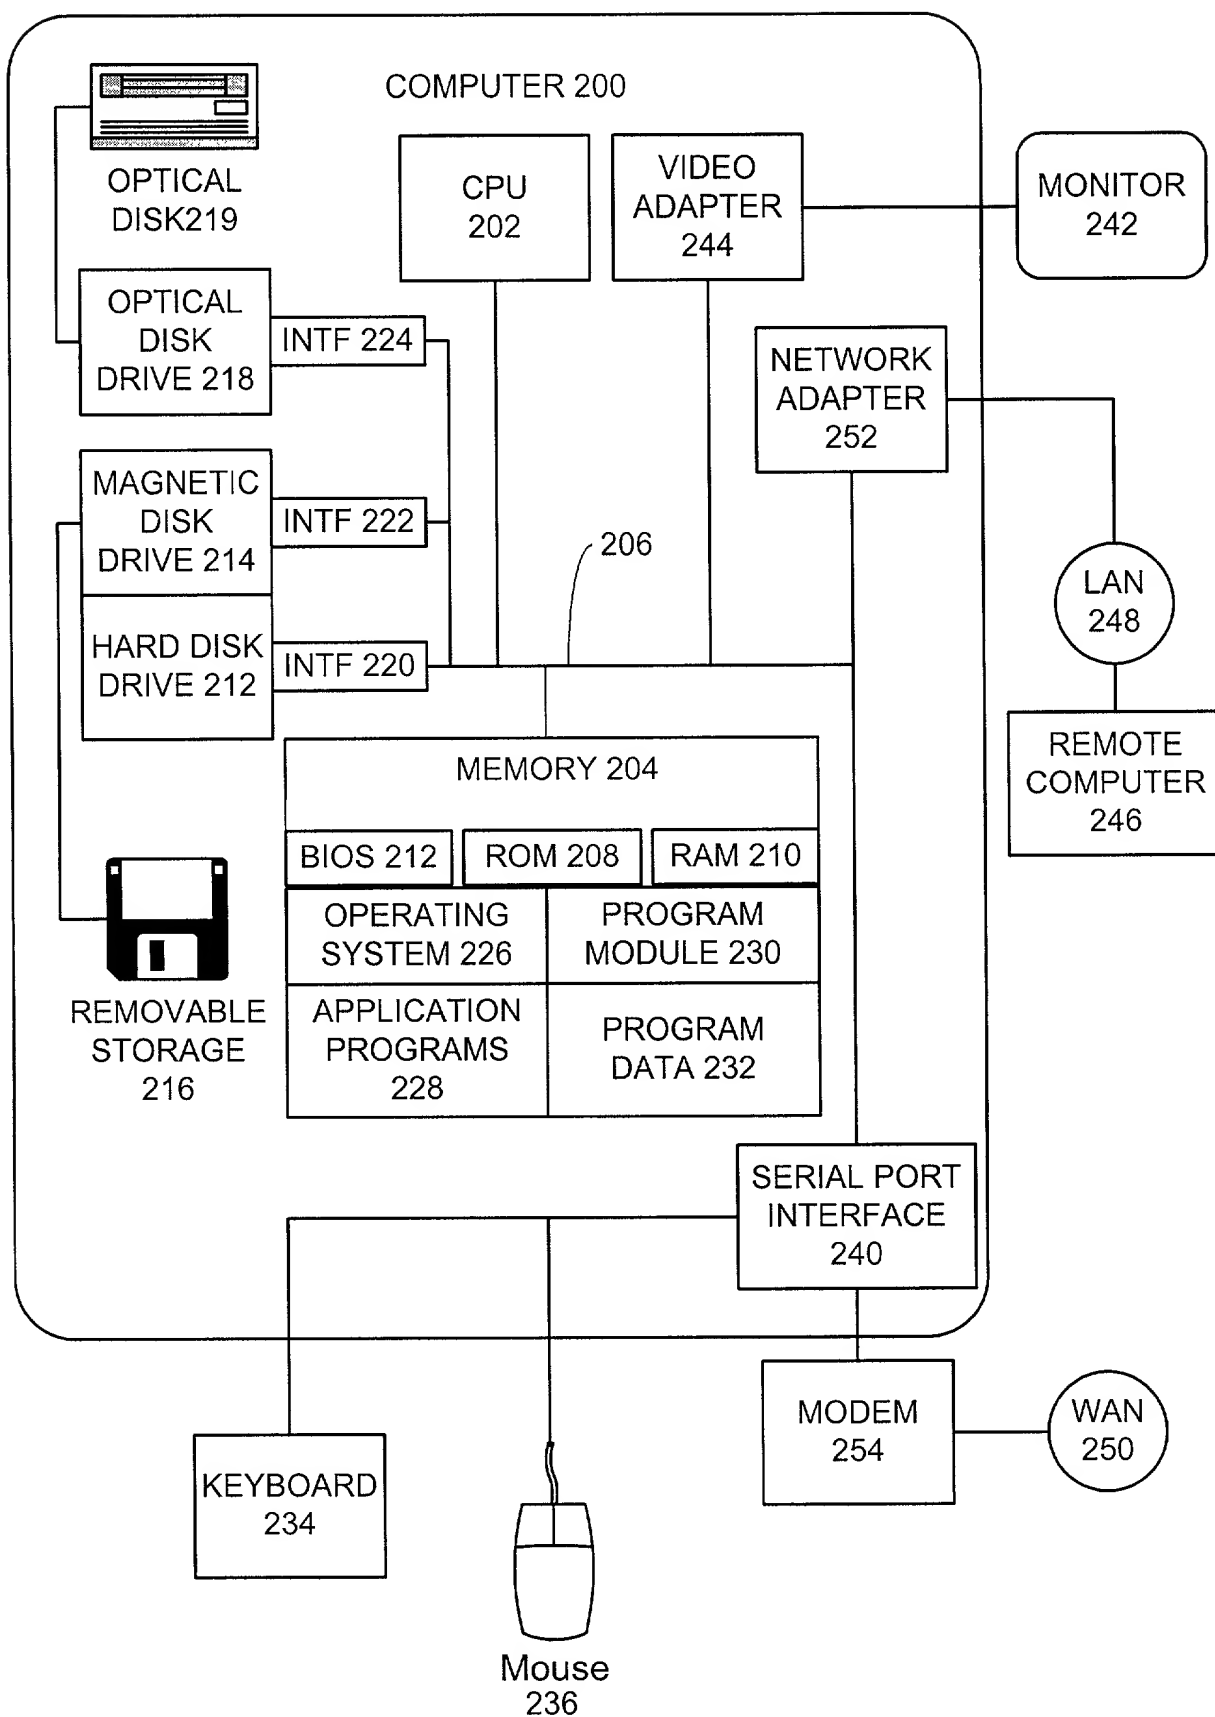 COMPUTER 200
OPTICAL
DISK219
CPU
202
VIDEO
ADAPTER
244
MONITOR
242
OPTICAL
DISK
DRIVE 218
INTF 224
NETWORK
ADAPTER
252
MAGNETIC
DISK
DRIVE 214
INTF 222
206
LAN
248
HARD DISK
DRIVE 212
INTF 220
REMOTE
COMPUTER
246
MEMORY 204
BIOS 212
ROM 208
RAM 210
OPERATING
SYSTEM 226
PROGRAM
MODULE 230
REMOVABLE
STORAGE
216
APPLICATION
PROGRAMS
228
PROGRAM
DATA 232
SERIAL PORT
INTERFACE
240
MODEM
254
WAN
250
KEYBOARD
234
Mouse
236